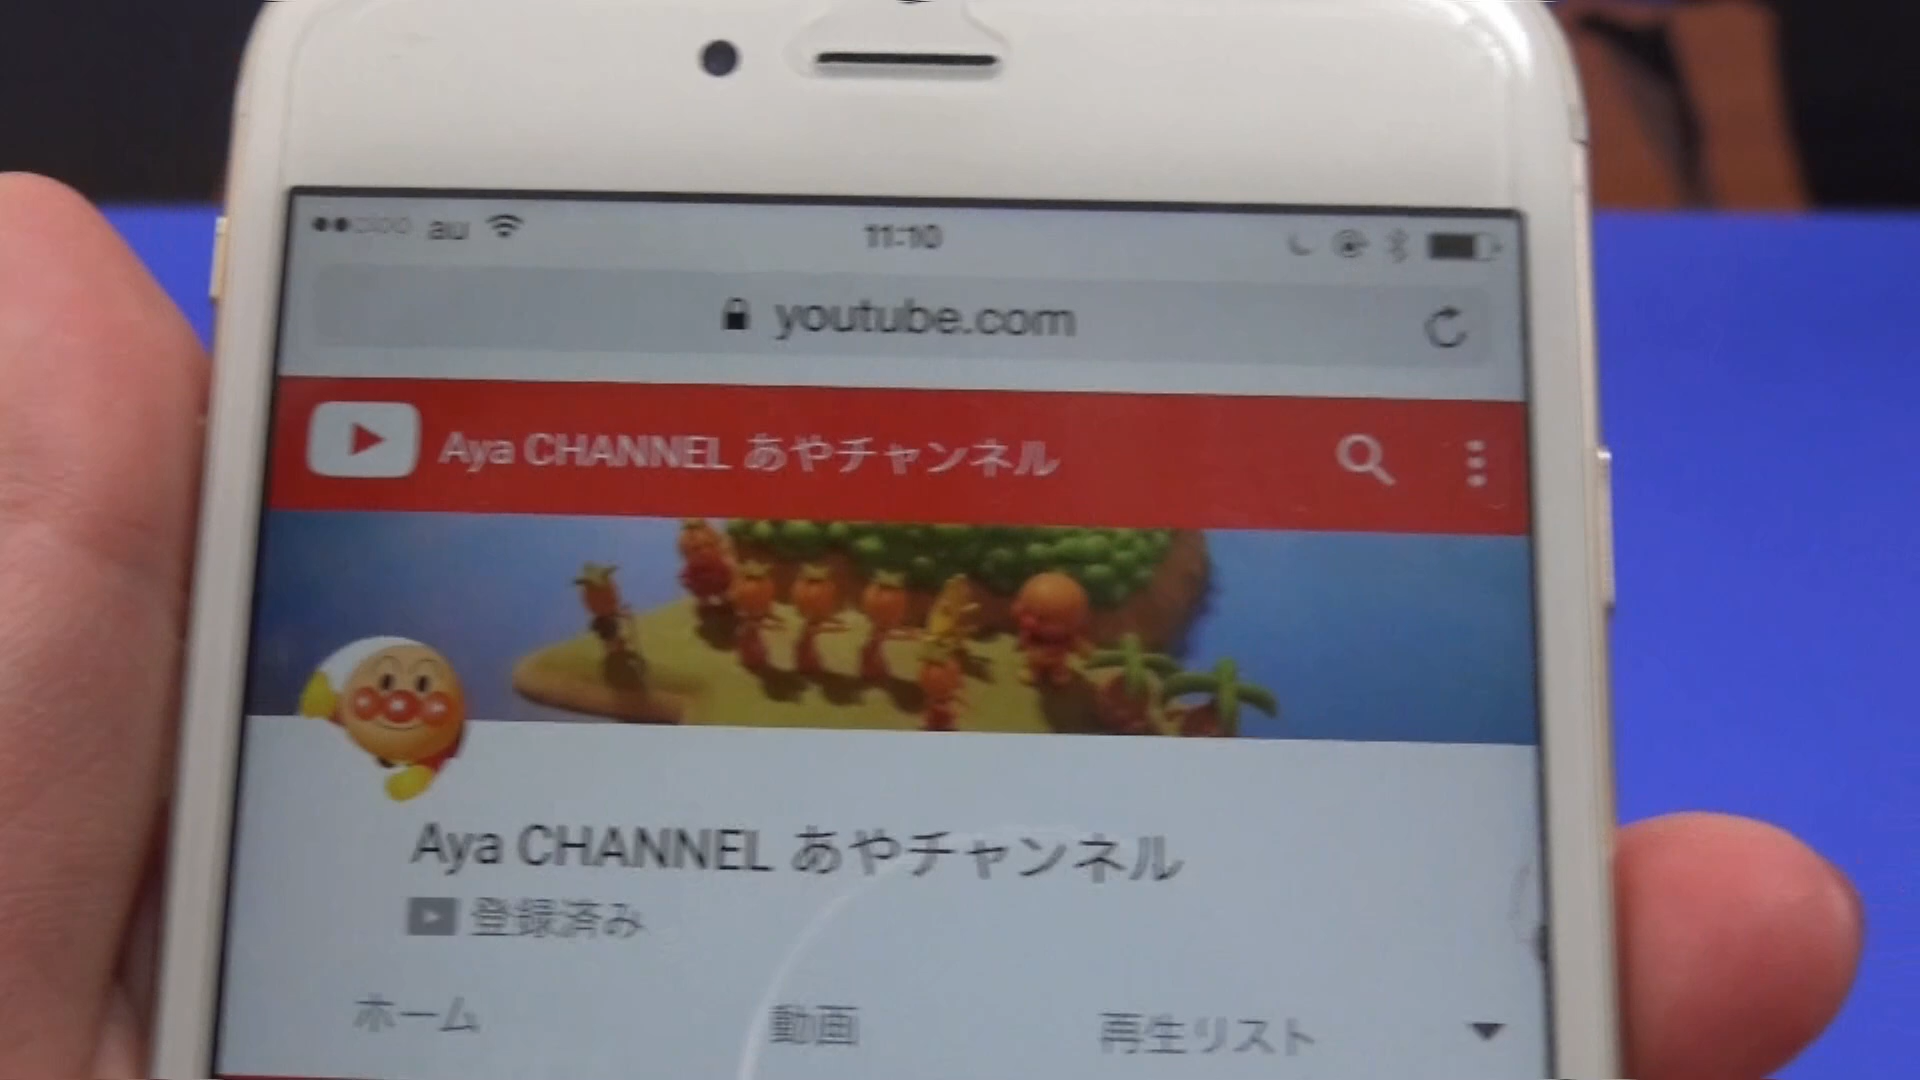 au 11:10
youtube.com
Aya CHANNEL あやチャンネル
Aya CHANNEL あやチャンネル
登録済み
ホーム 動画 再生リスト